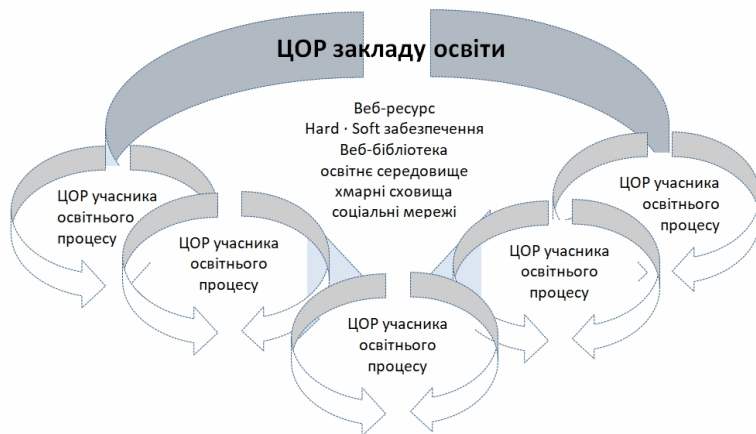 ЦОР закладу освіти
Веб-ресурс
Hard · Soft забезпечення
Веб-бібліотека
освітнє середовище
хмарні сховища
соціальні мережі
ЦОР учасника
освітнього
процесу
ЦОР учасника
освітнього
процесу
ЦОР учасника
освітнього
процесу
ЦОР учасника
освітнього
процесу
ЦОР учасника
освітнього
процесу